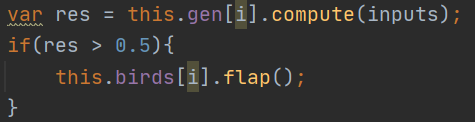 var res = this.gen[i].compute(inputs);
if(res > 0.5){
    this.birds[i].flap();
}